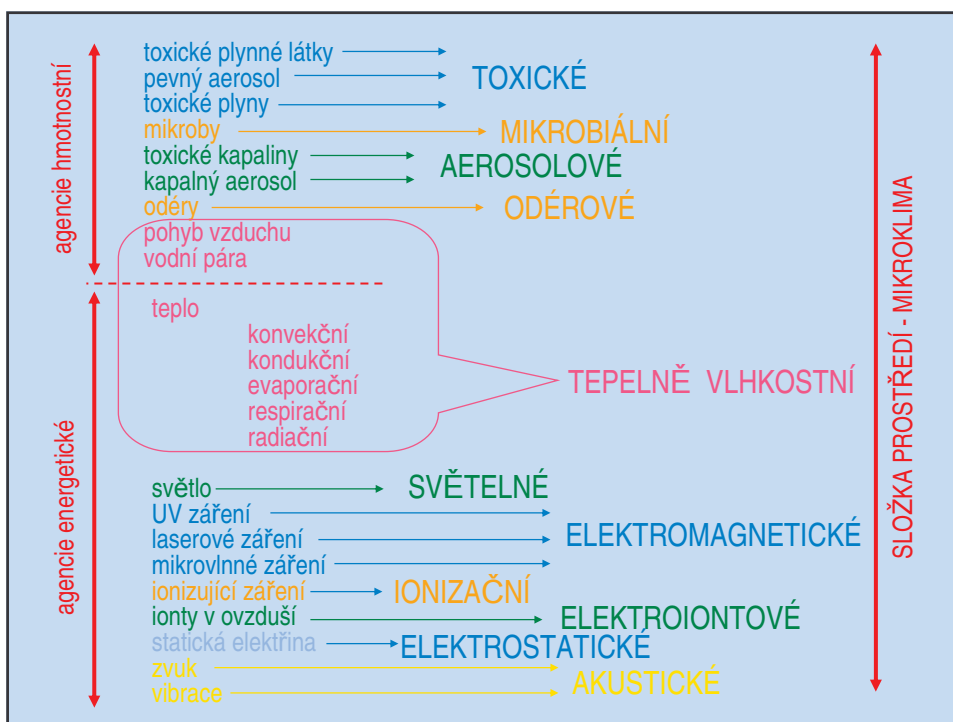 toxické plynné látky
pevný aerosol
TOXICKÉ
toxické plyny
mikroby
MIKROBIÁLNÍ
toxické kapaliny
AEROSOLOVÉ
kapalný aerosol
odéry
ODÉROVÉ
pohyb vzduchu
vodní pára
agencie hmotnostní
teplo
konvekční
kondukční
evaporační
respirační
radiační
TEPELNĚ VLHKOSTNÍ
světlo
SVĚTELNÉ
UV záření
laserové záření
ELEKTROMAGNETICKÉ
mikrovlnné záření
ionizující záření
IONIZAČNÍ
ionty v ovzduší
ELEKTROIONTOVÉ
statická elektřina
ELEKTROSTATICKÉ
zvuk
AKUSTICKÉ
vibrace
agencie energetické
SLOŽKA PROSTŘEDÍ - MIKROKLIMA